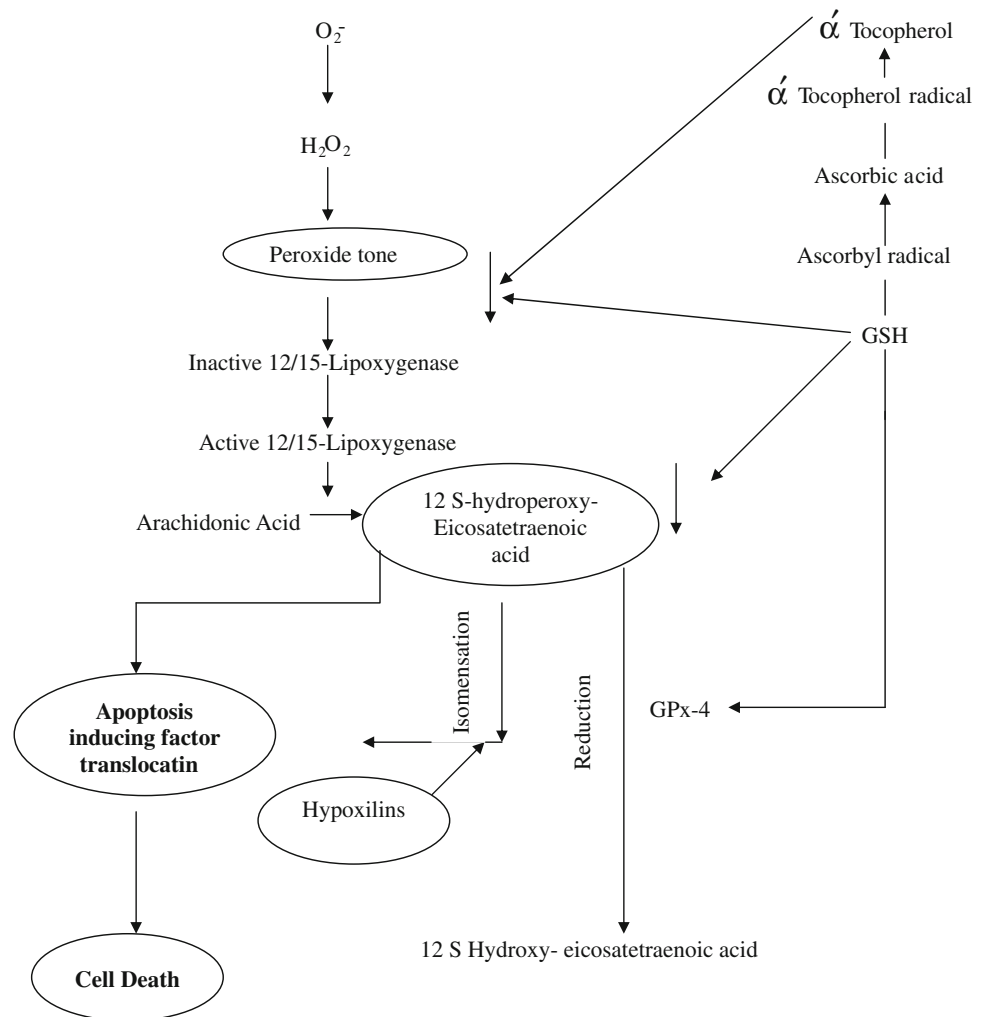 O₂⁻
ά Tocopherol
ά Tocopherol radical
H₂O₂
Ascorbic acid
Peroxide tone
Ascorbyl radical
GSH
Inactive 12/15-Lipoxygenase
Active 12/15-Lipoxygenase
12 S-hydroperoxy-
Eicosatetraenoic
acid
Arachidonic Acid
Isomensation
Reduction
GPx-4
Apoptosis
inducing factor
translocatin
Hypoxilins
12 S Hydroxy- eicosatetraenoic acid
Cell Death